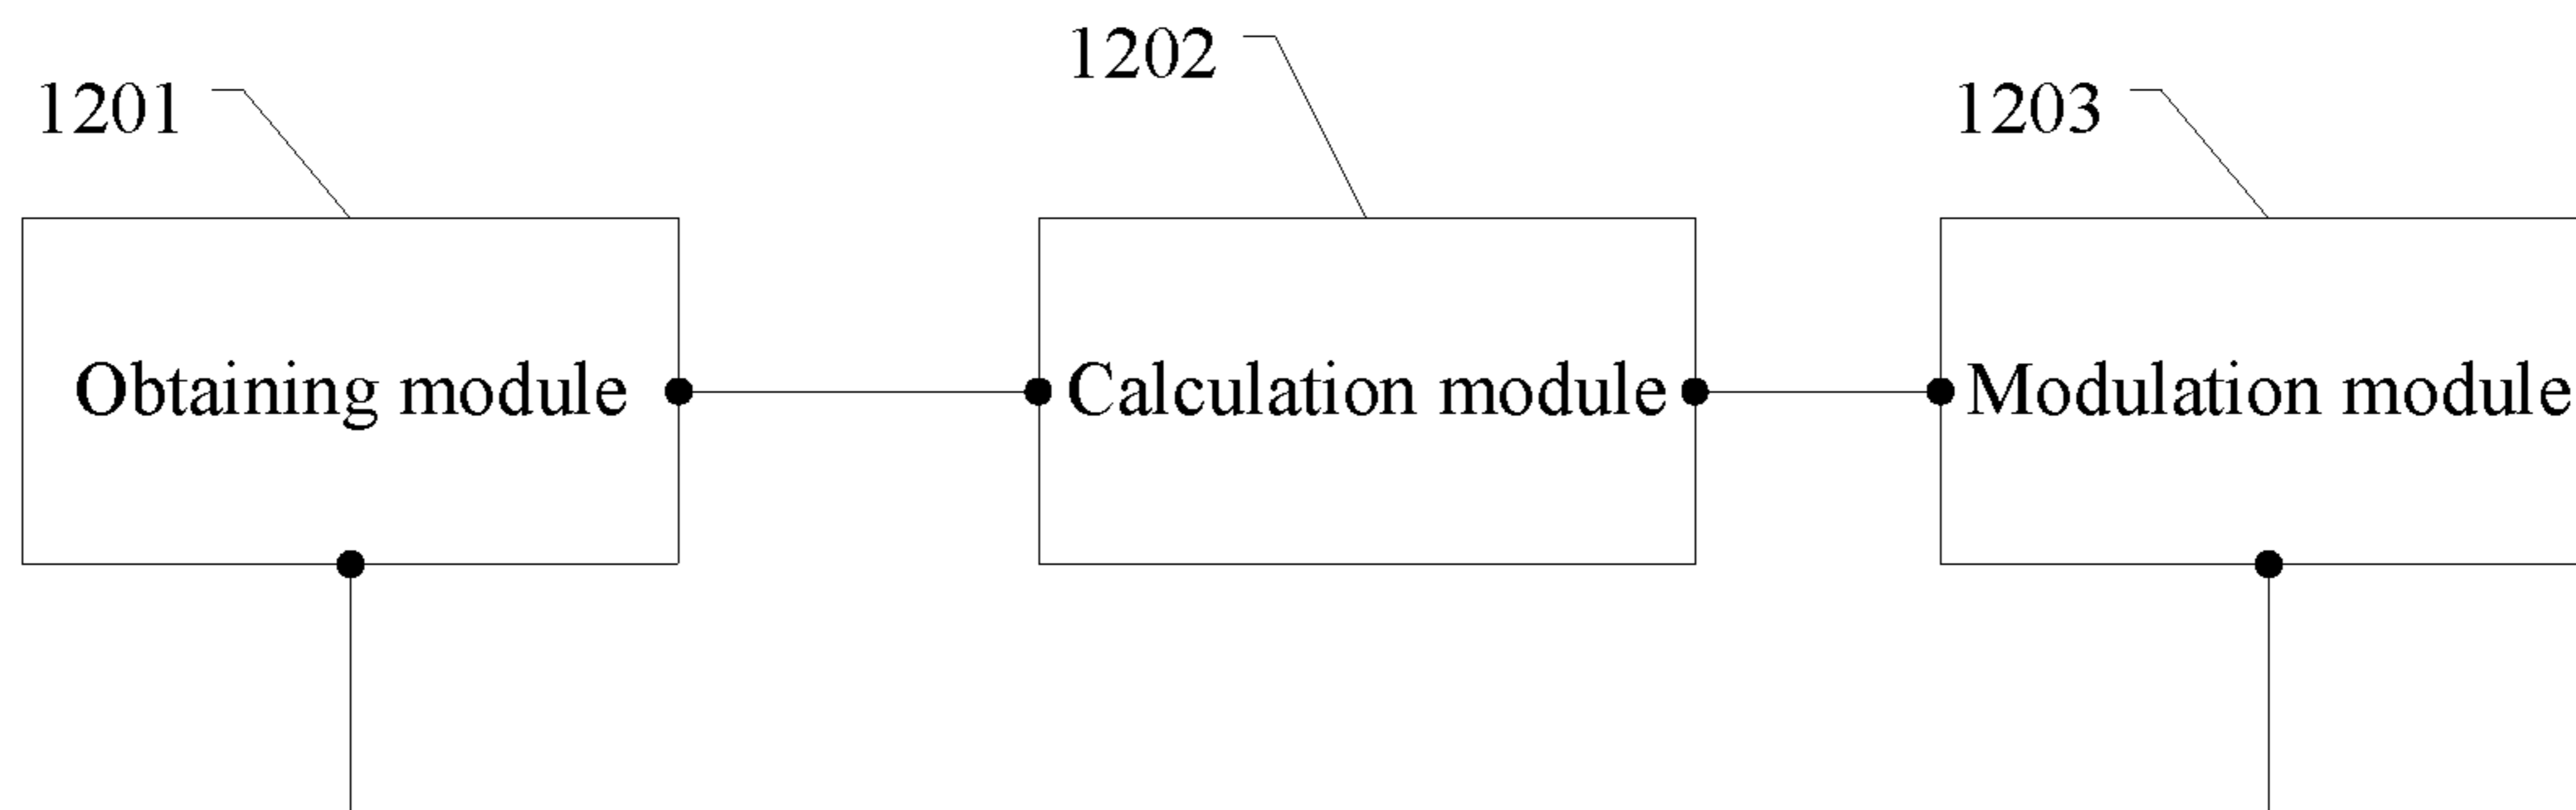 1201
1202
1203
Obtaining module
Calculation module
Modulation module